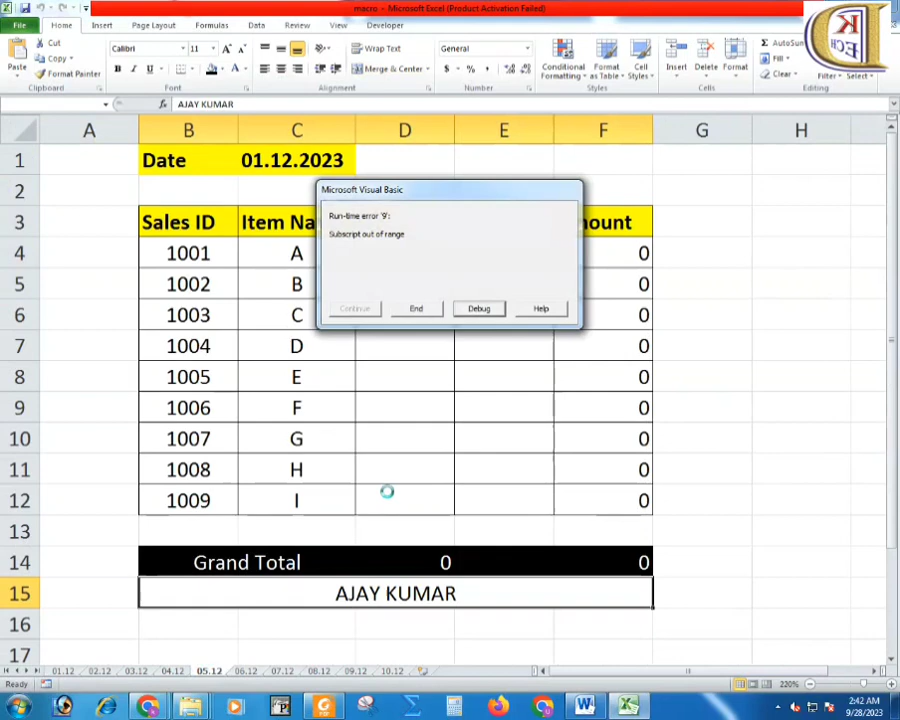 macro - Microsoft Excel (Product Activation Failed)
File Home Insert Page Layout Formulas Data Review View Developer
Cut Calibri 11 Wrap Text General AutoSum
Copy Fill
Paste Format Painter Merge & Center Conditional Format Cell Insert Delete Format Clear
Formatting as Table Styles Filter Select
Clipboard Font Alignment Number Styles Cells Editing
fx AJAY KUMAR
A B C D E F G H
1 Date 01.12.2023
2
3 Sales ID Item Na mount
4 1001 A 0
5 1002 B 0
6 1003 C 0
7 1004 D 0
8 1005 E 0
9 1006 F 0
10 1007 G 0
11 1008 H 0
12 1009 I 0
13
14 Grand Total 0 0
15 AJAY KUMAR
16
17
Microsoft Visual Basic
Run-time error '9':
Subscript out of range
Continue End Debug Help
01.12 02.12 03.12 04.12 05.12 06.12 07.12 08.12 09.12 10.12
Ready 220%
2:42 AM
9/28/2023